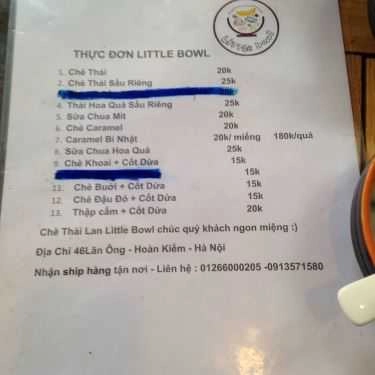 Little bowl
THỰC ĐƠN LITTLE BOWL
1. Chè Thái 20k
2. Chè Thái Sầu Riêng 25k
4. Thái Hoa Quả Sầu Riêng 25k
5. Sữa Chua Mít 20k
6. Chè Caramel 20k
7. Caramel Bí Nhật 20k/ miếng 180k/quả
8. Sữa Chua Hoa Quả 25k
9. Chè Khoai + Cốt Dừa 15k
15k
11. Chè Bưởi + Cốt Dừa 15k
12. Chè Đậu Đỏ + Cốt Dừa 15k
13. Thập cẩm + Cốt Dừa 20k
Chè Thái Lan Little Bowl chúc quý khách ngon miệng :)
Địa Chỉ 46Lãn Ông - Hoàn Kiếm - Hà Nội
Nhận ship hàng tận nơi - Liên hệ : 01266000205 -0913571580